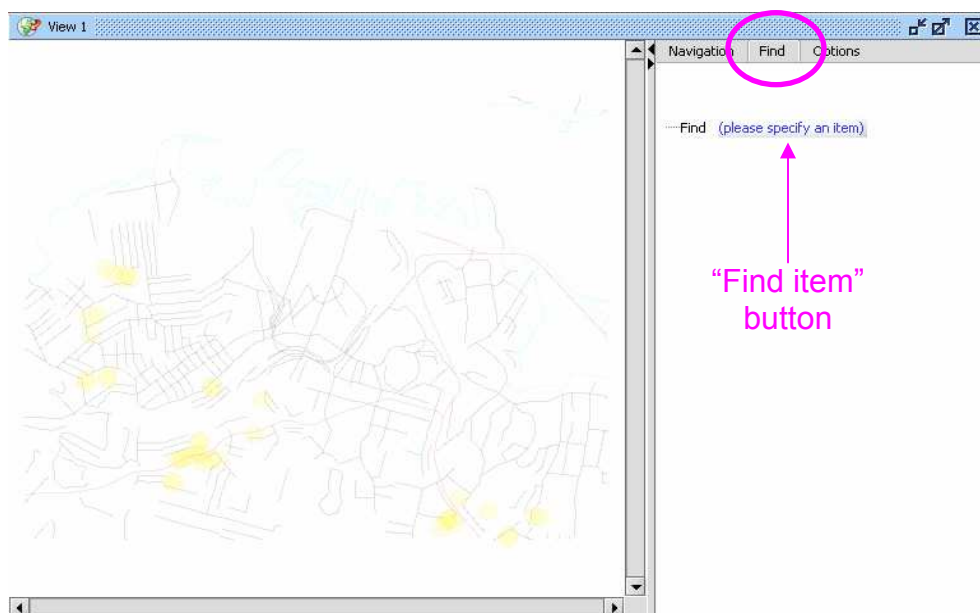 View 1
Navigation Find Options
Find (please specify an item)
“Find item”
button